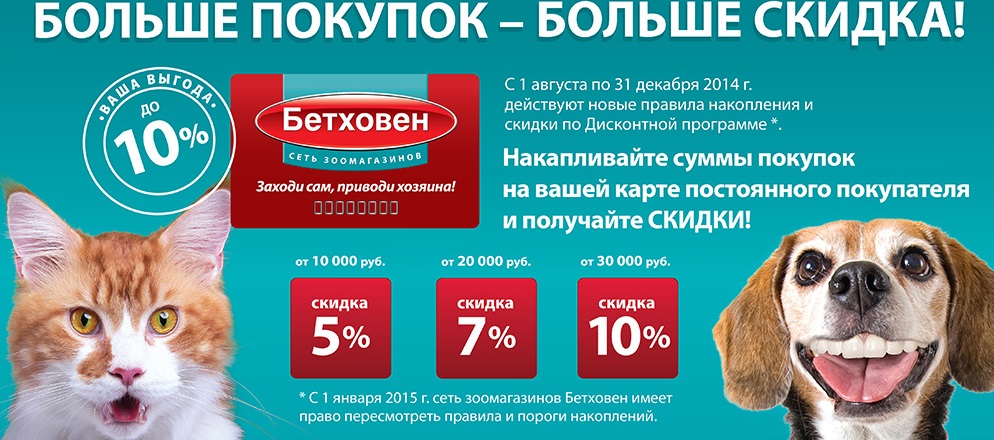 БОЛЬШЕ ПОКУПОК – БОЛЬШЕ СКИДКА!
• ВАША ВЫГОДА •
ДО
10%
Бетховен
СЕТЬ ЗООМАГАЗИНОВ
Заходи сам, приводи хозяина!
С 1 августа по 31 декабря 2014 г.
действуют новые правила накопления и
скидки по Дисконтной программе *.
Накапливайте суммы покупок
на вашей карте постоянного покупателя
и получайте СКИДКИ!
от 10 000 руб.
скидка
5%
от 20 000 руб.
скидка
7%
от 30 000 руб.
скидка
10%
* С 1 января 2015 г. сеть зоомагазинов Бетховен имеет
право пересмотреть правила и пороги накоплений.